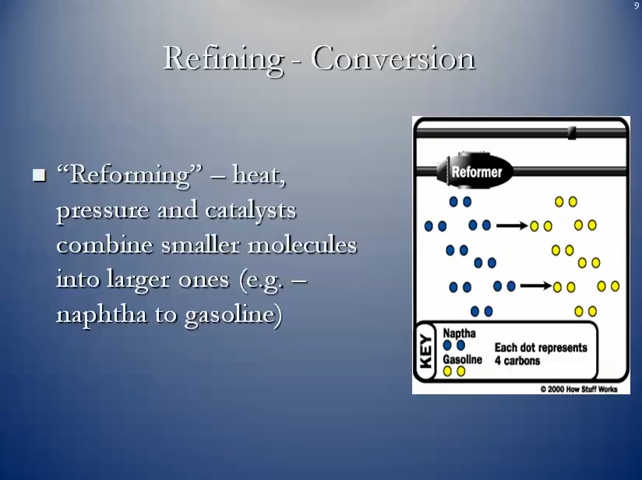 9
Refining - Conversion
“Reforming” – heat,
pressure and catalysts
combine smaller molecules
into larger ones (e.g. –
naphtha to gasoline)
Reformer
KEY
Naptha
Gasoline
Each dot represents
4 carbons
© 2000 How Stuff Works